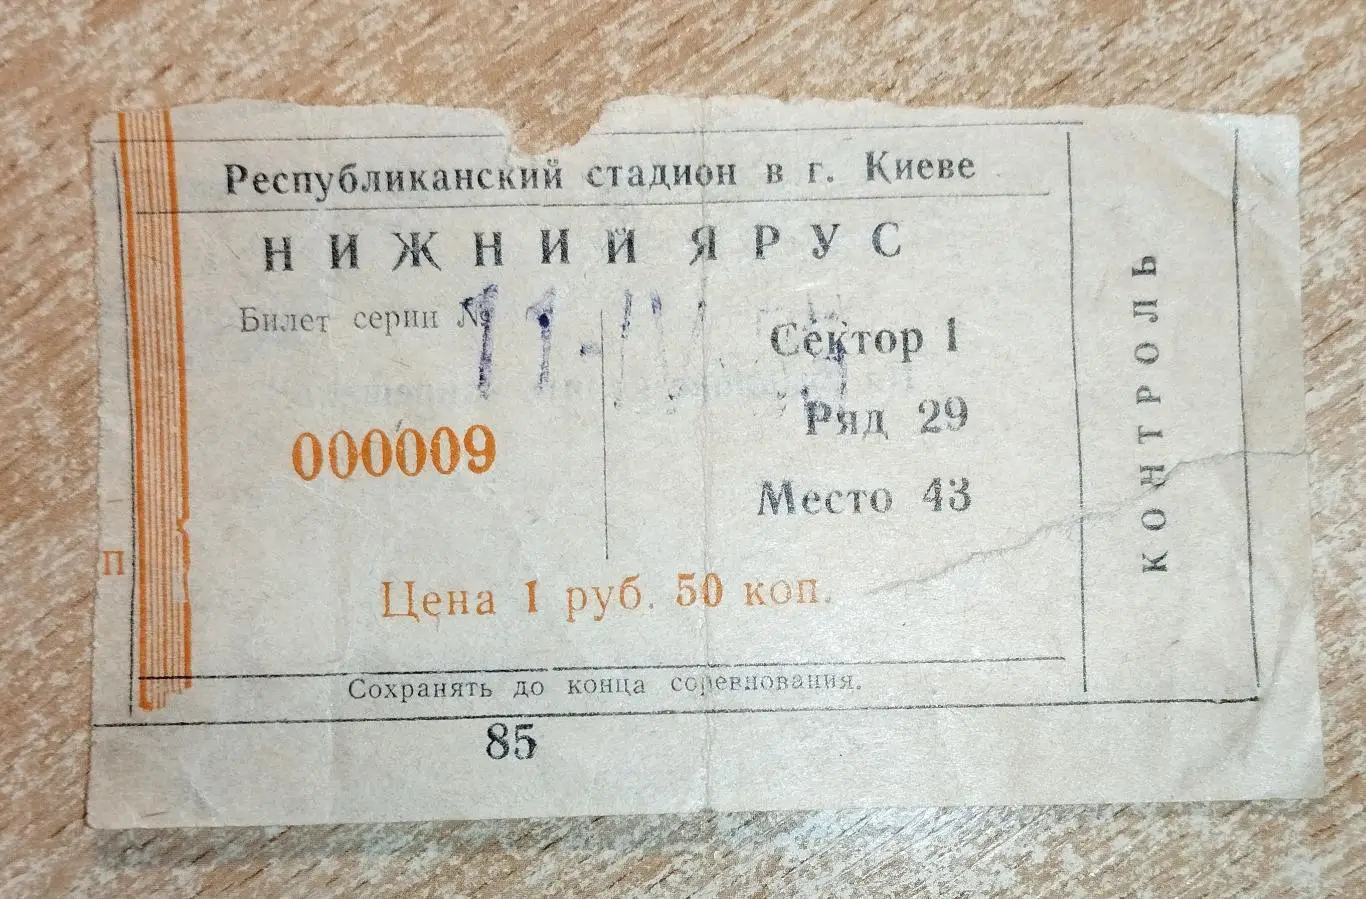 Республиканский стадион в г. Киеве
НИЖНИЙ ЯРУС
Билет серии №
11-
000009
Сектор 1
Ряд 29
Место 43
П
Цена 1 руб. 50 коп.
Сохранять до конца соревнования.
85
КОНТРОЛЬ